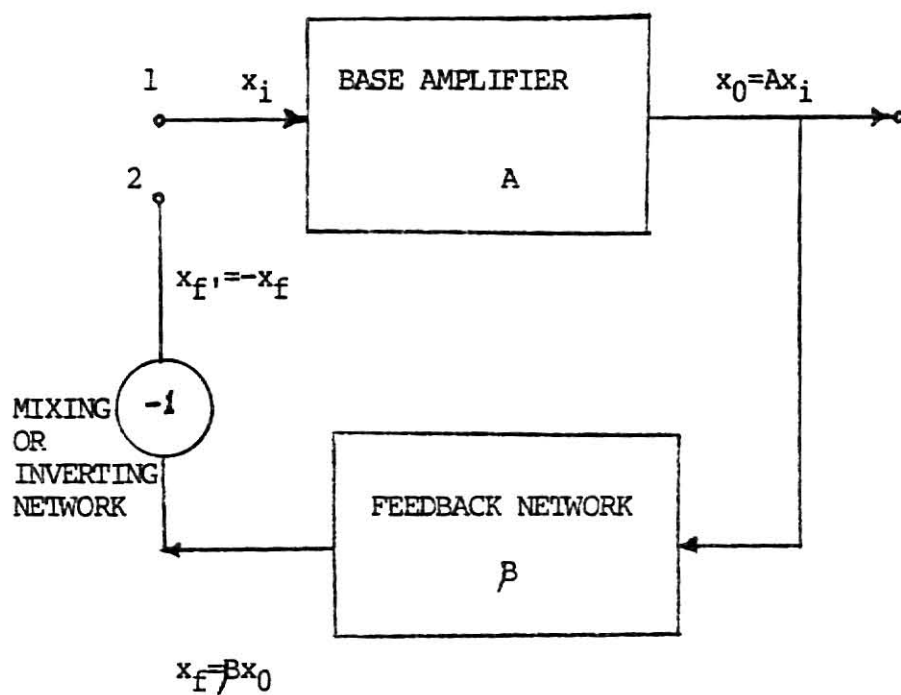 1
x_i
BASE AMPLIFIER
x_0=Ax_i
A
2
x_f'=-x_f
-1
MIXING
OR
INVERTING
NETWORK
FEEDBACK NETWORK
β
x_f=βx_0